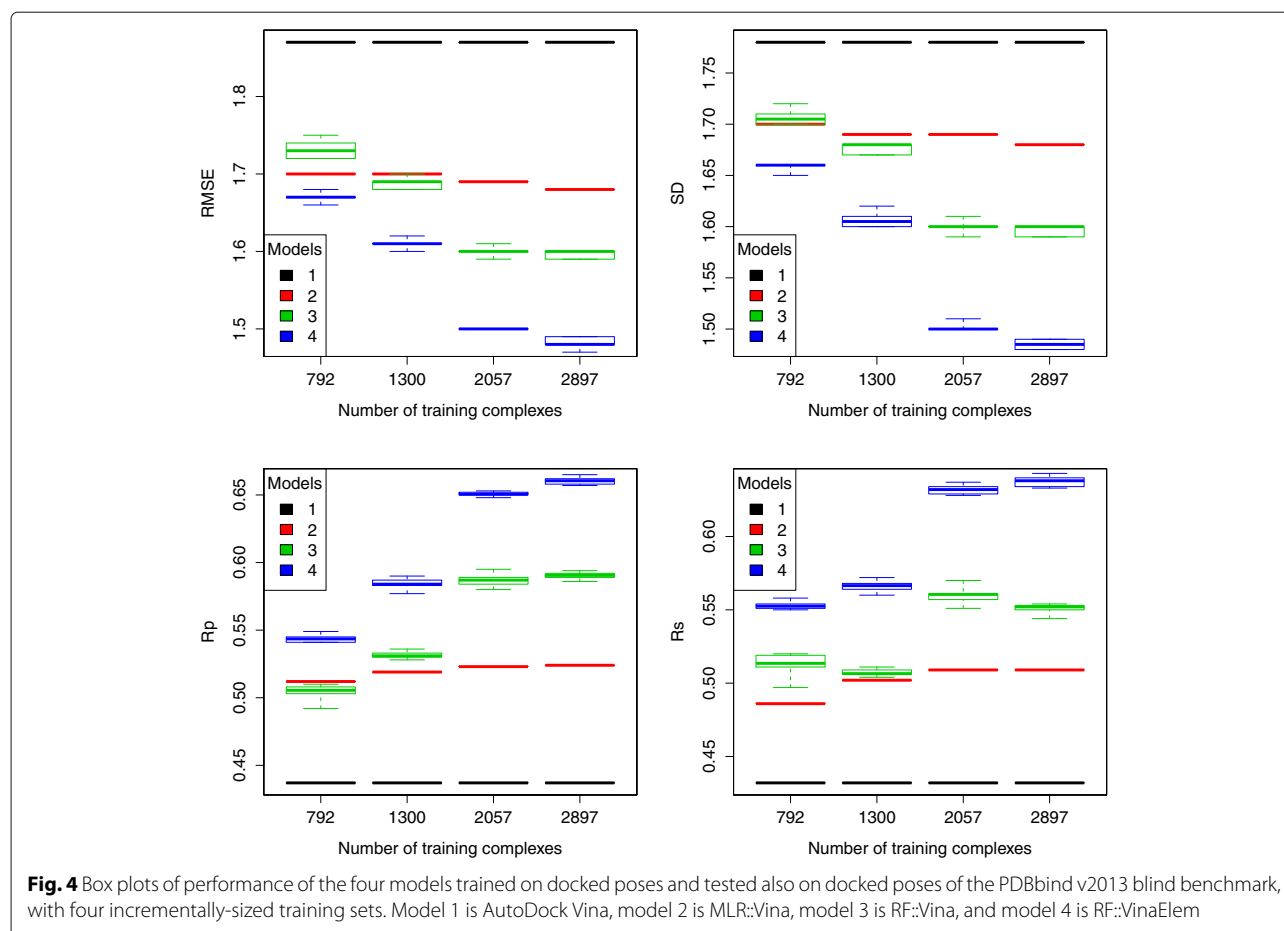 RMSE
1.8
1.7
1.6
1.5
Models
1
2
3
4
792 1300 2057 2897
Number of training complexes
SD
1.75
1.70
1.65
1.60
1.55
1.50
Models
1
2
3
4
792 1300 2057 2897
Number of training complexes
Rp
0.65
0.60
0.55
0.50
0.45
Models
1
2
3
4
792 1300 2057 2897
Number of training complexes
Rs
0.60
0.55
0.50
0.45
Models
1
2
3
4
792 1300 2057 2897
Number of training complexes
Fig. 4 Box plots of performance of the four models trained on docked poses and tested also on docked poses of the PDBbind v2013 blind benchmark,
with four incrementally-sized training sets. Model 1 is AutoDock Vina, model 2 is MLR::Vina, model 3 is RF::Vina, and model 4 is RF::VinaElem